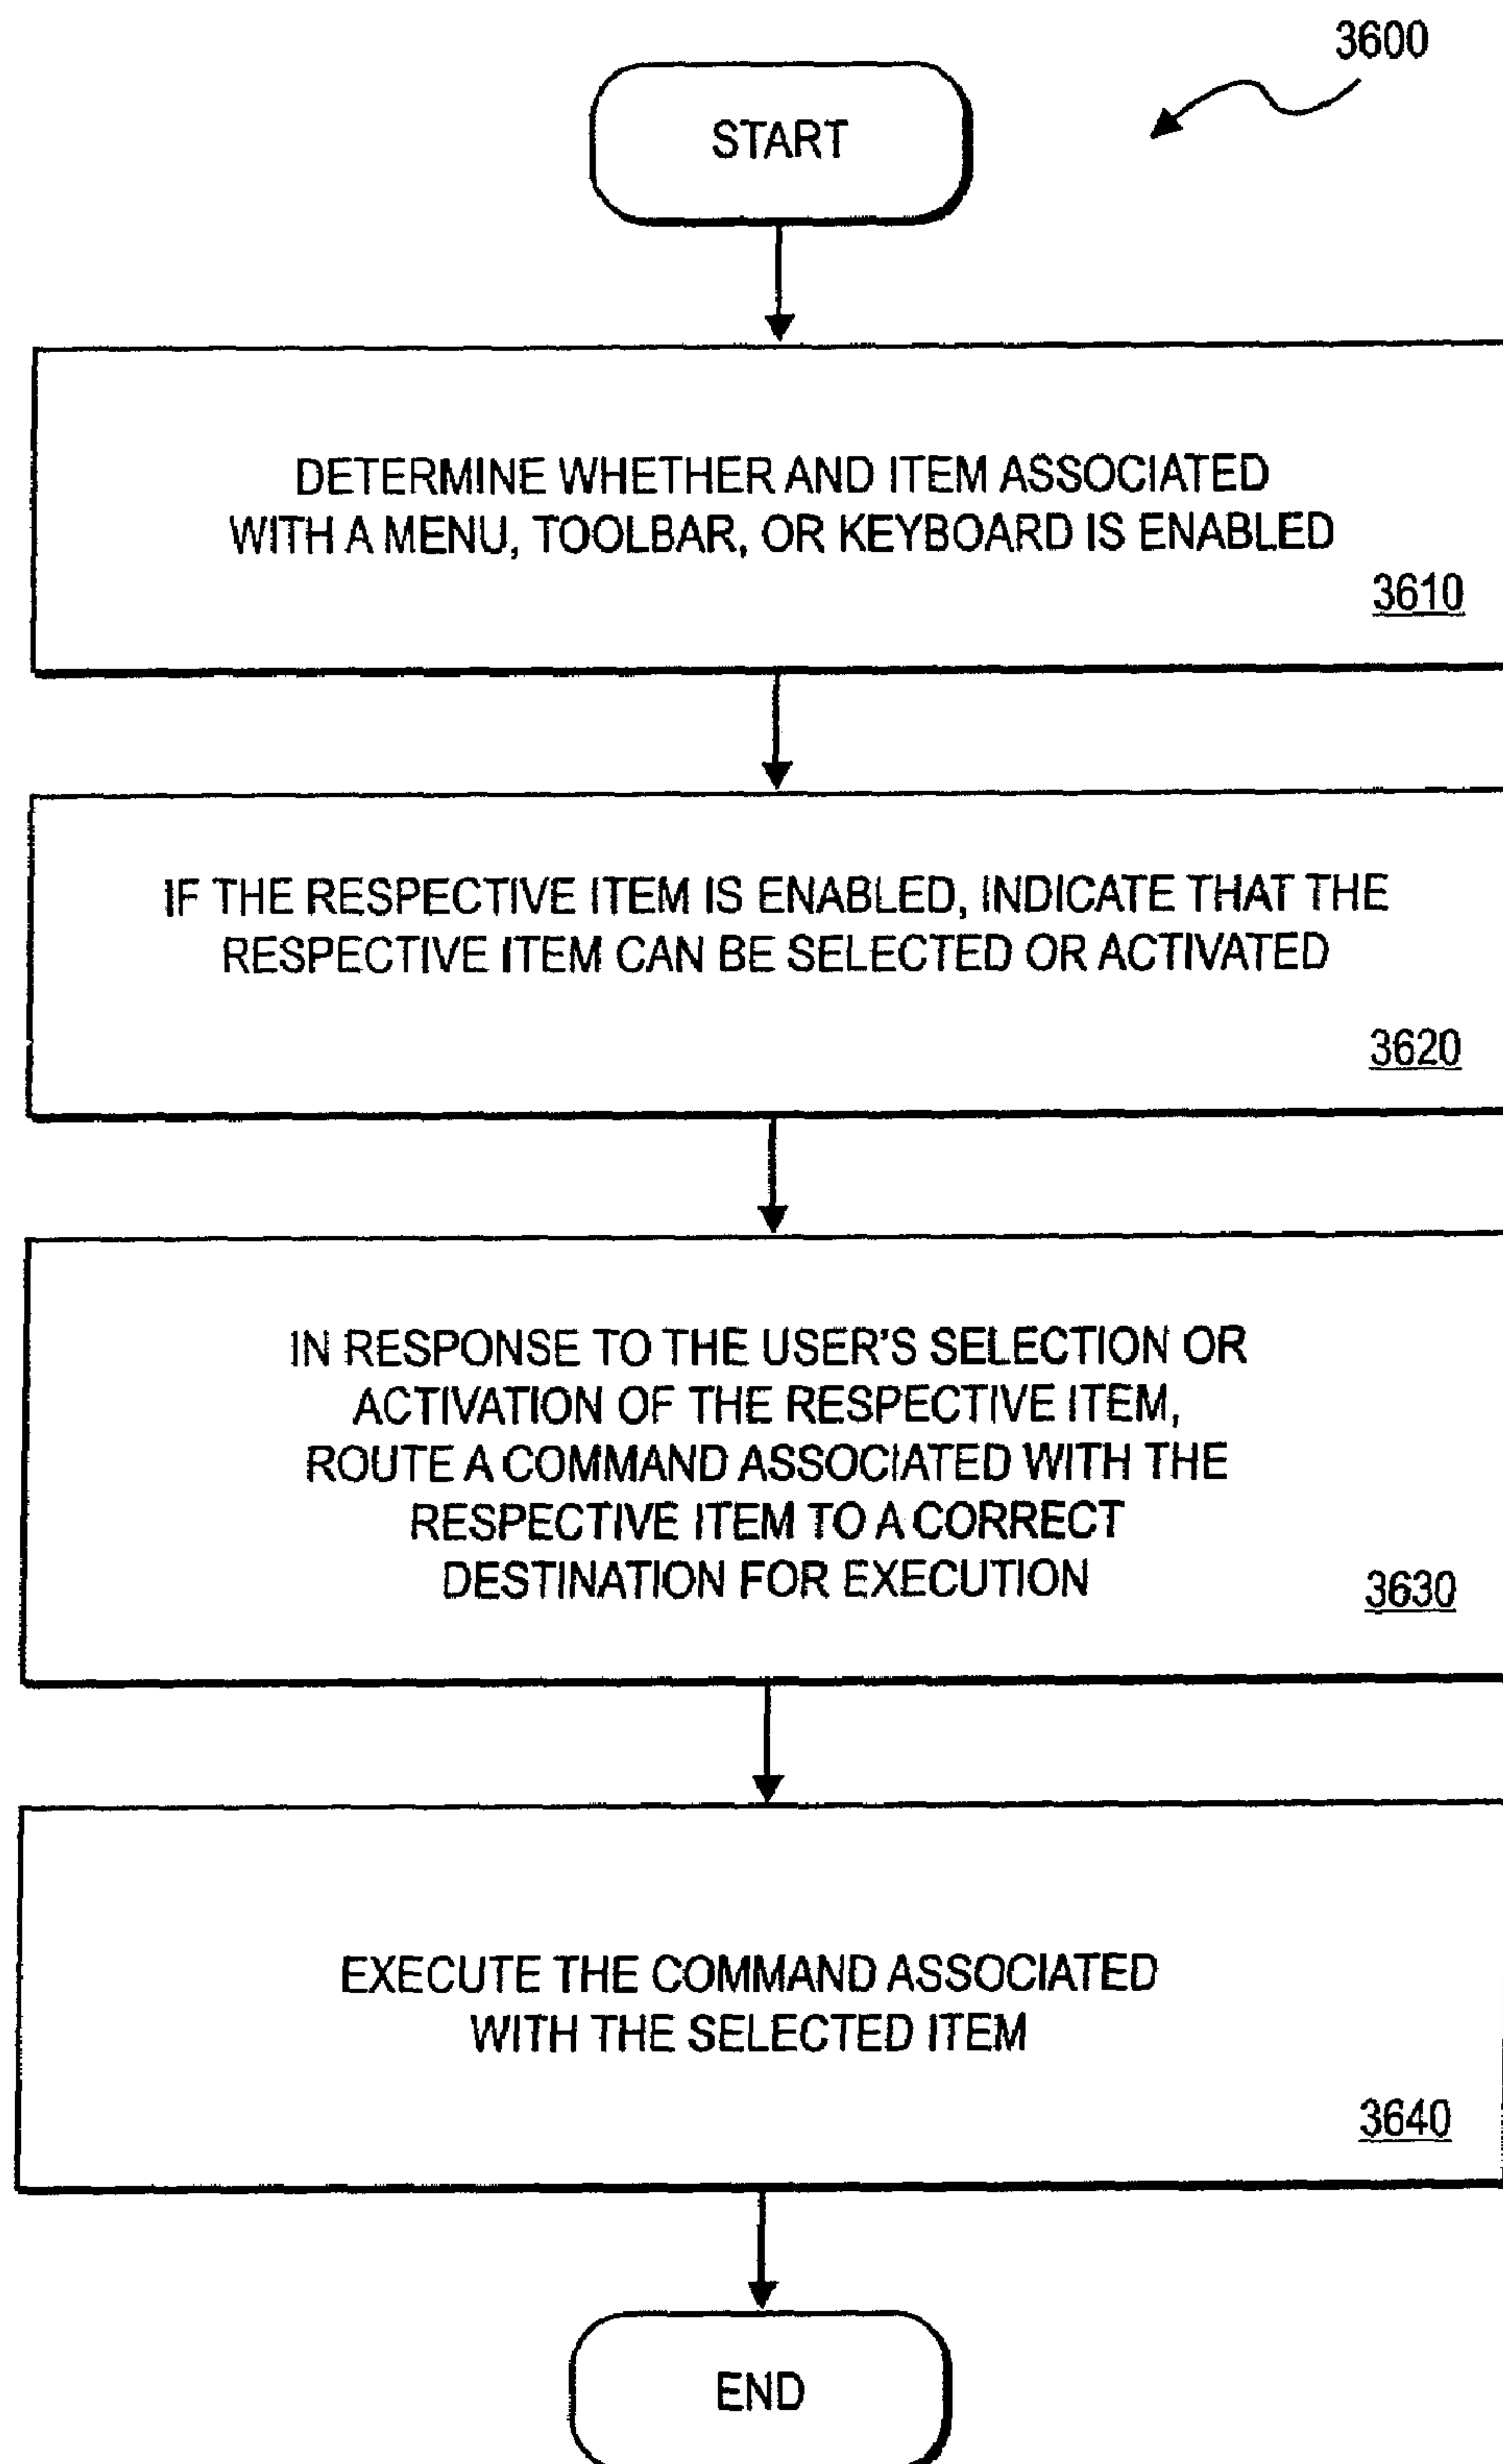 3600
START
DETERMINE WHETHER AND ITEM ASSOCIATED
WITH A MENU, TOOLBAR, OR KEYBOARD IS ENABLED
3610
IF THE RESPECTIVE ITEM IS ENABLED, INDICATE THAT THE
RESPECTIVE ITEM CAN BE SELECTED OR ACTIVATED
3620
IN RESPONSE TO THE USER'S SELECTION OR
ACTIVATION OF THE RESPECTIVE ITEM,
ROUTE A COMMAND ASSOCIATED WITH THE
RESPECTIVE ITEM TO A CORRECT
DESTINATION FOR EXECUTION
3630
EXECUTE THE COMMAND ASSOCIATED
WITH THE SELECTED ITEM
3640
END